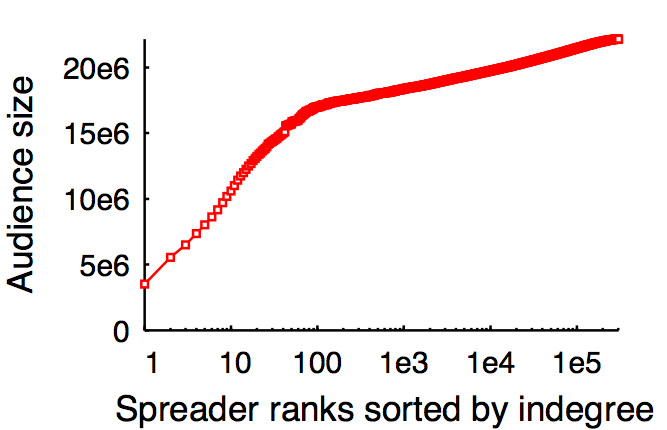 Audience size
20e6
15e6
10e6
5e6
0
1 10 100 1e3 1e4 1e5
Spreader ranks sorted by indegree